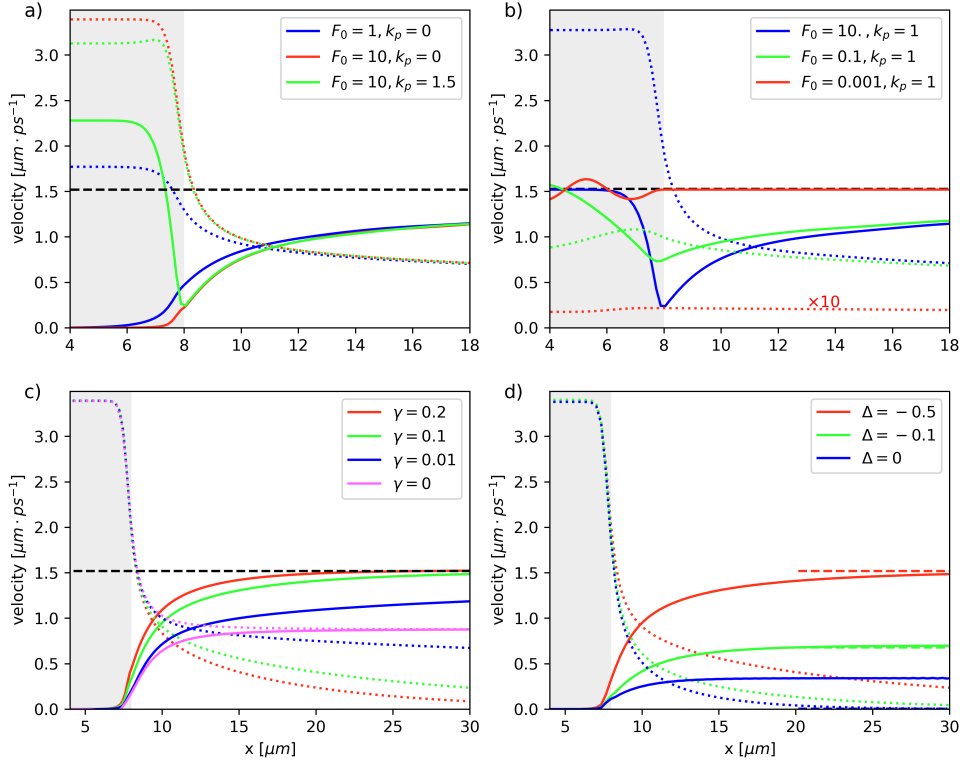 a)
velocity [μm · ps⁻¹]
3.5
3.0
2.5
2.0
1.5
1.0
0.5
0.0
4 6 8 10 12 14 16 18
F₀ = 1, kₚ = 0
F₀ = 10, kₚ = 0
F₀ = 10, kₚ = 1.5
b)
velocity [μm · ps⁻¹]
3.0
2.5
2.0
1.5
1.0
0.5
0.0
4 6 8 10 12 14 16 18
F₀ = 10. , kₚ = 1
F₀ = 0.1, kₚ = 1
F₀ = 0.001, kₚ = 1
×10
c)
velocity [μm · ps⁻¹]
3.0
2.5
2.0
1.5
1.0
0.5
0.0
5 10 15 20 25 30
x [μm]
γ = 0.2
γ = 0.1
γ = 0.01
γ = 0
d)
velocity [μm · ps⁻¹]
3.0
2.5
2.0
1.5
1.0
0.5
0.0
5 10 15 20 25 30
x [μm]
Δ = − 0.5
Δ = − 0.1
Δ = 0